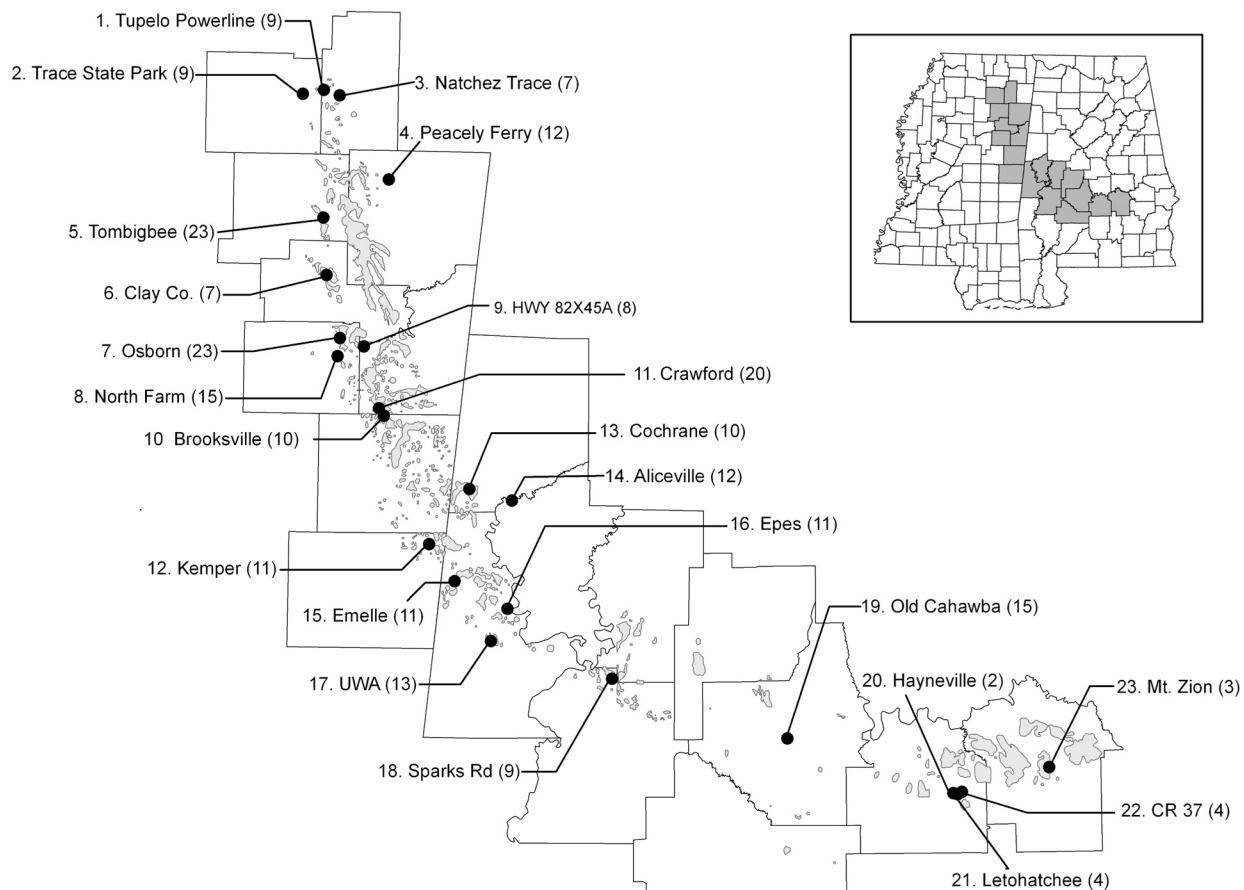 1. Tupelo Powerline (9)
2. Trace State Park (9)
3. Natchez Trace (7)
4. Peacely Ferry (12)
5. Tombigbee (23)
6. Clay Co. (7)
9. HWY 82X45A (8)
7. Osborn (23)
8. North Farm (15)
11. Crawford (20)
10 Brooksville (10)
13. Cochrane (10)
14. Aliceville (12)
16. Epes (11)
12. Kemper (11)
15. Emelle (11)
19. Old Cahawba (15)
17. UWA (13)
20. Hayneville (2)
23. Mt. Zion (3)
18. Sparks Rd (9)
22. CR 37 (4)
21. Letohatchee (4)